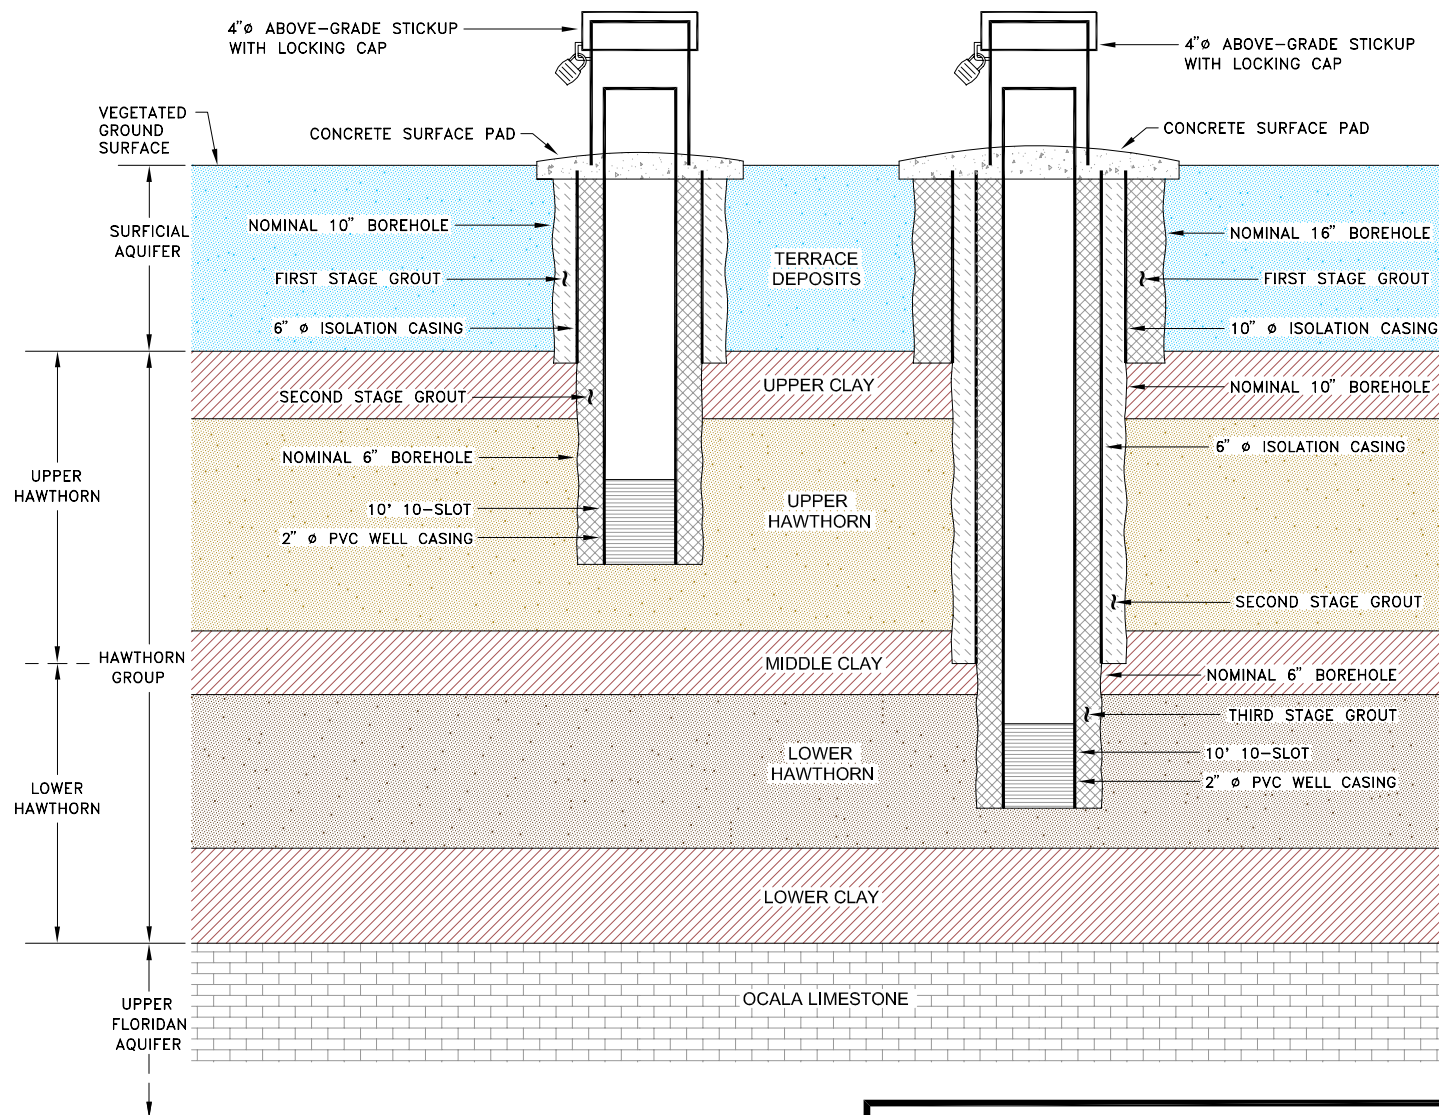 4"ø ABOVE-GRADE STICKUP
WITH LOCKING CAP
4"ø ABOVE-GRADE STICKUP
WITH LOCKING CAP
VEGETATED
GROUND
SURFACE
CONCRETE SURFACE PAD
CONCRETE SURFACE PAD
SURFICIAL
AQUIFER
NOMINAL 10" BOREHOLE
FIRST STAGE GROUT
6" ø ISOLATION CASING
TERRACE
DEPOSITS
NOMINAL 16" BOREHOLE
FIRST STAGE GROUT
10" ø ISOLATION CASING
UPPER CLAY
SECOND STAGE GROUT
NOMINAL 10" BOREHOLE
UPPER
HAWTHORN
NOMINAL 6" BOREHOLE
10' 10-SLOT
2" ø PVC WELL CASING
UPPER
HAWTHORN
6" ø ISOLATION CASING
SECOND STAGE GROUT
HAWTHORN
GROUP
MIDDLE CLAY
NOMINAL 6" BOREHOLE
THIRD STAGE GROUT
LOWER
HAWTHORN
LOWER
HAWTHORN
10' 10-SLOT
2" ø PVC WELL CASING
LOWER CLAY
UPPER
FLORIDAN
AQUIFER
OCALA LIMESTONE